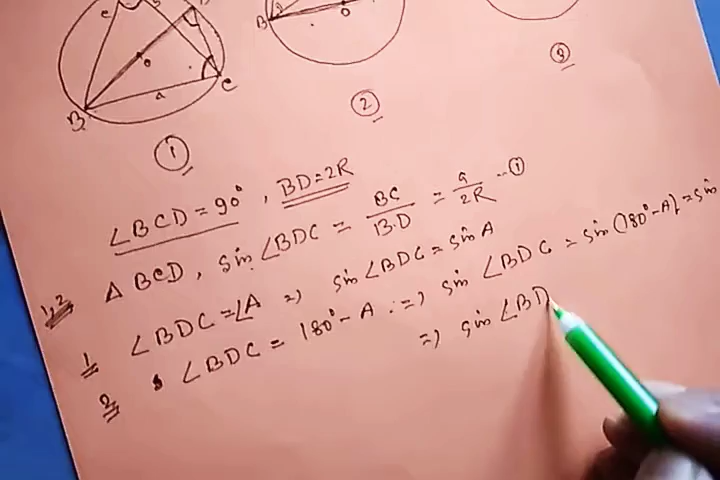 c
B
a
C
B
O
①
②
③
∠BCD = 90° , BD = 2R
1,2 Δ BCD , sin ∠BDC = BC/BD = a/2R --①
1 ∠BDC = ∠A => sin ∠BDC = sin A
2 ∠BDC = 180° - A => sin ∠BDC = sin(180° - A) = sin
=> sin ∠BD